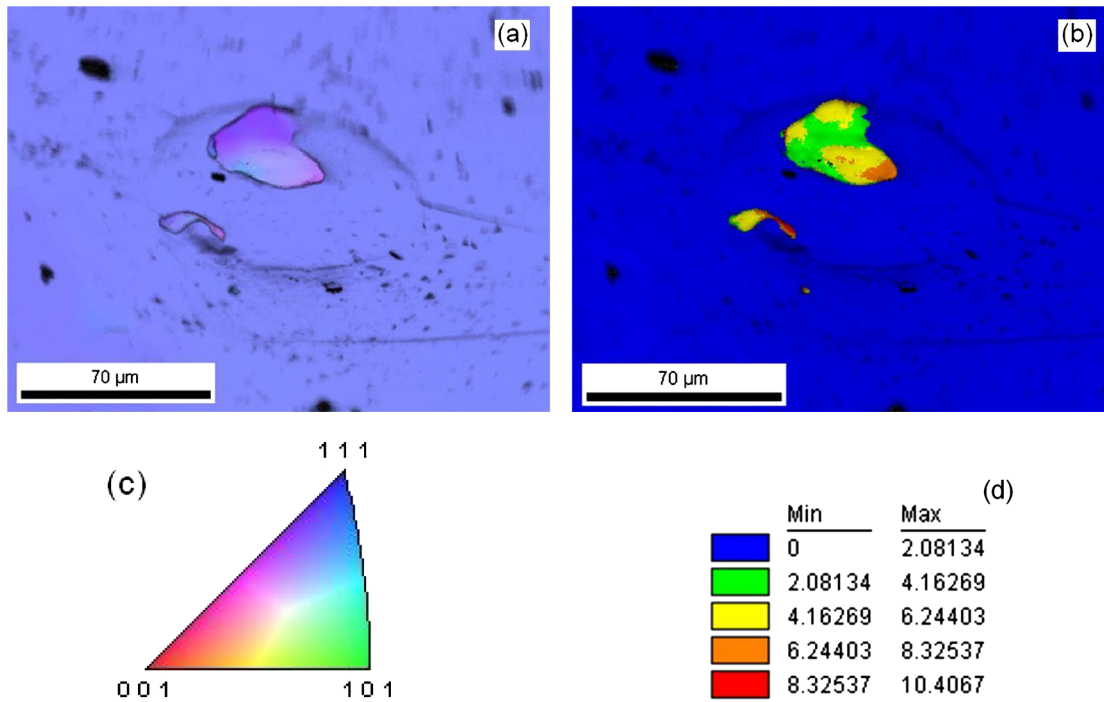 (a)
(b)
70 µm
70 µm
(c)
1 1 1
0 0 1
1 0 1
(d)
Min Max
0 2.08134
2.08134 4.16269
4.16269 6.24403
6.24403 8.32537
8.32537 10.4067